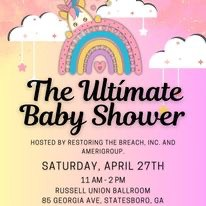 The Ultímate
Baby Shower
HOSTED BY RESTORING THE BREACH, INC. AND
AMERIGROUP.
SATURDAY, APRIL 27TH
11 AM - 2 PM
RUSSELL UNION BALLROOM
85 GEORGIA AVE, STATESBORO, GA